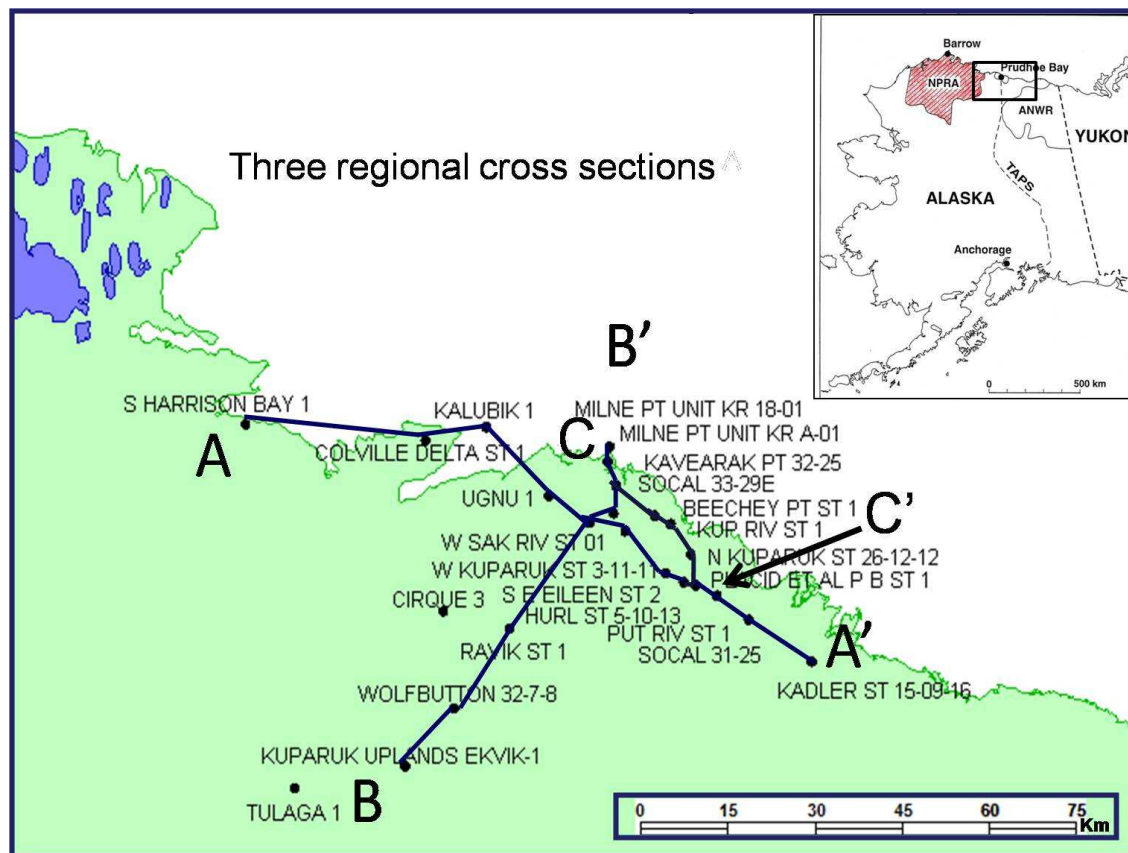 Three regional cross sections A
Barrow
Prudhoe Bay
NPRA
ANWR
YUKON
TAPS
ALASKA
Anchorage
0 500 km
B’
S HARRISON BAY 1
KALUBIK 1
MILNE PT UNIT KR 18-01
MILNE PT UNIT KR A-01
A
COLVILLE DELTA ST 1
C
KAVEARAK PT 32-25
SOCAL 33-29E
UGNU 1
BEECHEY PT ST 1
C’
KUP RIV ST 1
W SAK RIV ST 01
N KUPARUK ST 26-12-12
W KUPARUK ST 3-11-11
PLACID ET AL P B ST 1
S E EILEEN ST 2
CIRQUE 3
HURL ST 5-10-13
PUT RIV ST 1
A’
RAVIK ST 1
SOCAL 31-25
KADLER ST 15-09-16
WOLFBUTTON 32-7-8
KUPARUK UPLANDS EKVIK-1
TULAGA 1
B
0 15 30 45 60 75
Km